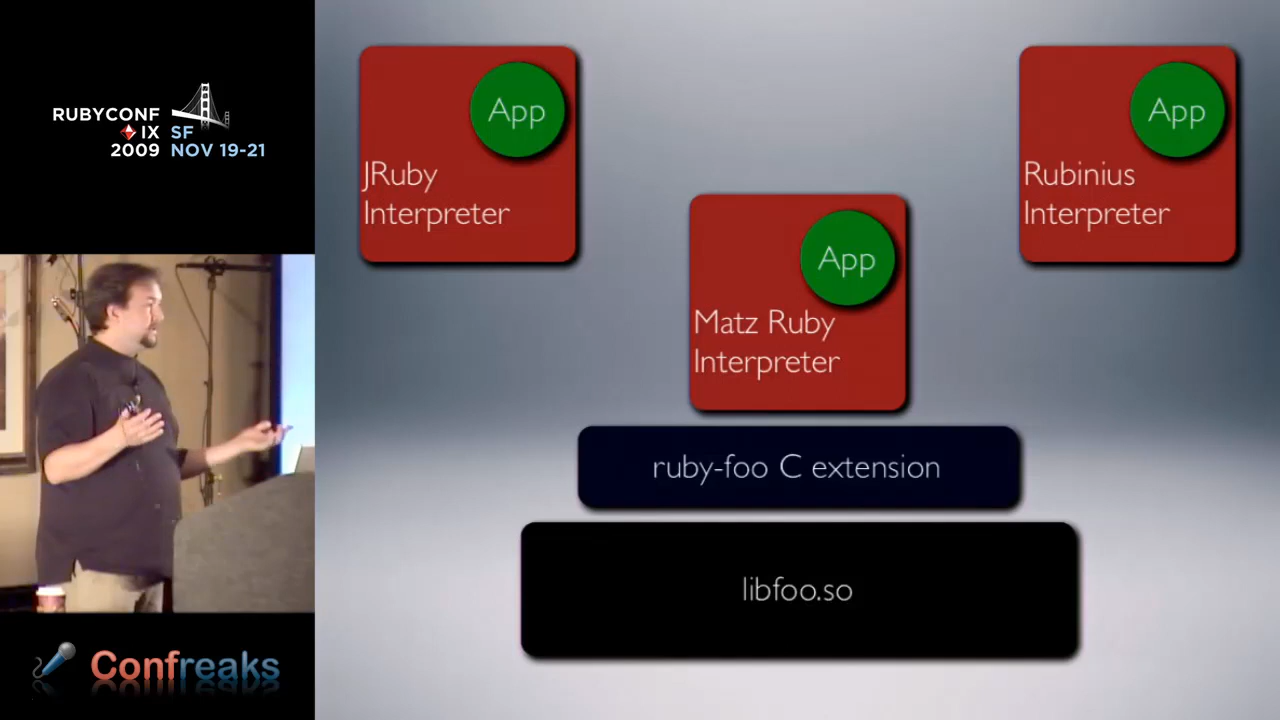 RUBYCONF
IX SF
2009 NOV 19-21
App
JRuby
Interpreter
App
Rubinius
Interpreter
App
Matz Ruby
Interpreter
ruby-foo C extension
libfoo.so
Confreaks